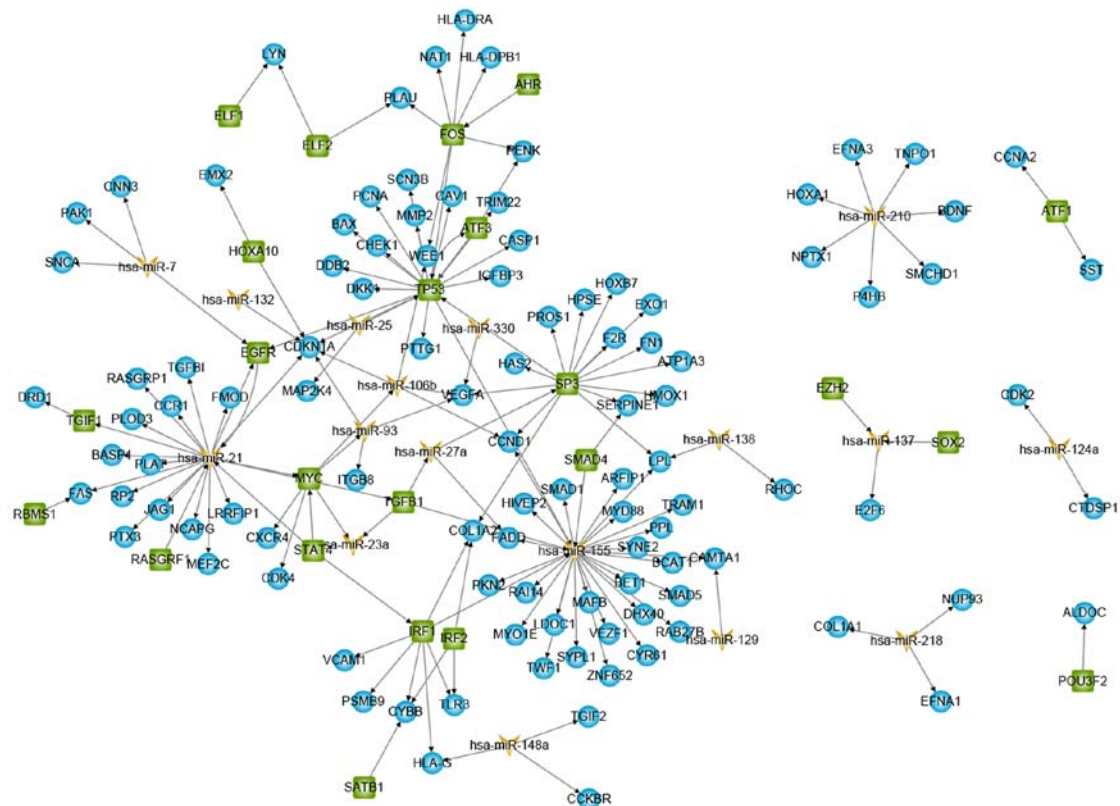 HLA-DRA
LYN
NAT1
HLA-DPB1
AHR
PLAU
ELF1
ELF2
FOS
PENK
EMX2
SCN3B
PCNA
CAV1
TRIM22
MMP2
CNN3
PAK1
BAX
ATF3
CASP1
CHEK1
WEE1
HOXA10
DDB2
IGFBP3
SNCA
hsa-miR-7
DKK1
TP53
hsa-miR-132
hsa-miR-25
hsa-miR-330
PTTG1
EGFR
CDKN1A
MAP2K4
hsa-miR-106b
VEGFA
HOXB7
HPSE
EXO1
PROS1
F2R
FN1
HAS2
ATP1A3
SP3
HMOX1
SERPINE1
TGFBI
RASGRP1
FMOD
DRD1
CCR1
TGIF1
PLOD3
hsa-miR-93
CCND1
hsa-miR-138
BASP1
PLAT
hsa-miR-21
hsa-miR-27a
SMAD4
LPL
RHOC
ITGB8
MYC
FAS
RP2
TGFB1
SMAD1
ARFIP1
RBMS1
JAG1
LRRFIP1
HIVEP2
MYD88
TRAM1
PTX3
NCAPG
CXCR4
COL1A2
PPL
FADD
hsa-miR-155
SYNE2
RASGRF1
MEF2C
STAT4
hsa-miR-23a
BCAT1
CAMTA1
CDK4
PKN2
RAI14
BET1
SMAD5
MAFB
DHX40
IRF1
IRF2
MYO1E
LDOC1
VEZF1
RAB27B
hsa-miR-129
VCAM1
TWF1
SYPL1
CYR61
ZNF652
PSMB9
CYBB
TLR3
TGIF2
hsa-miR-148a
HLA-G
SATB1
CCKBR
EFNA3
TNPO1
HOXA1
hsa-miR-210
BDNF
NPTX1
SMCHD1
P4HB
CCNA2
ATF1
SST
EZH2
hsa-miR-137
SOX2
E2F6
CDK2
hsa-miR-124a
CTDSP1
NUP93
COL1A1
hsa-miR-218
EFNA1
ALDOC
POU3F2